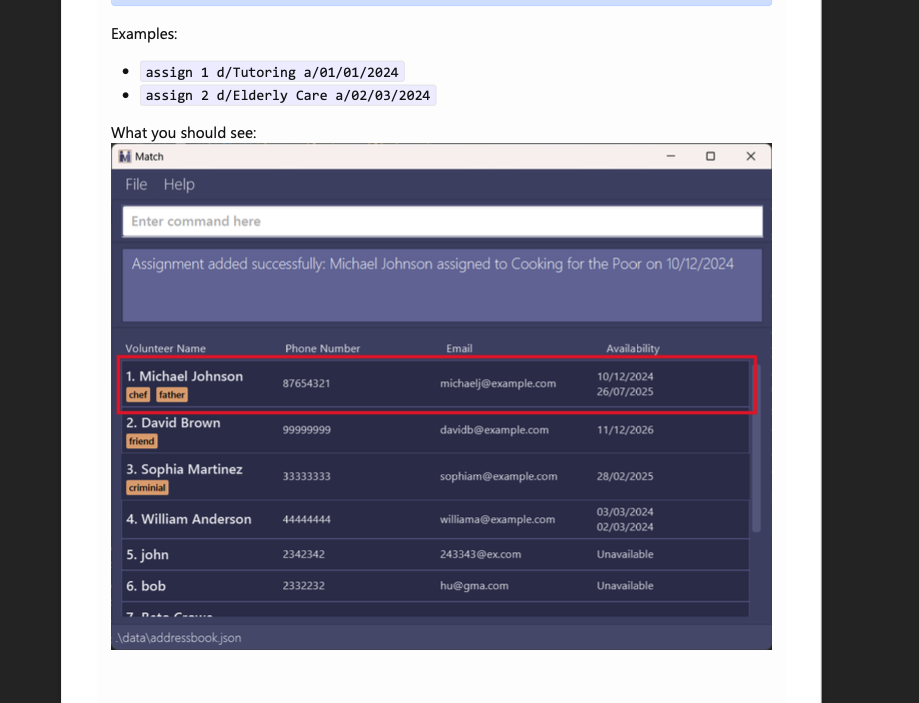 Examples:
assign 1 d/Tutoring a/01/01/2024
assign 2 d/Elderly Care a/02/03/2024
What you should see:
Match
File Help
Enter command here
Assignment added successfully: Michael Johnson assigned to Cooking for the Poor on 10/12/2024
Volunteer Name Phone Number Email Availability
1. Michael Johnson 87654321 michaelj@example.com 10/12/2024
chef father 26/07/2025
2. David Brown 99999999 davidb@example.com 11/12/2026
friend
3. Sophia Martinez 33333333 sophiam@example.com 28/02/2025
criminial
4. William Anderson 44444444 williama@example.com 03/03/2024
02/03/2024
5. john 2342342 243343@ex.com Unavailable
6. bob 2332232 hu@gma.com Unavailable
.\data\addressbook.json